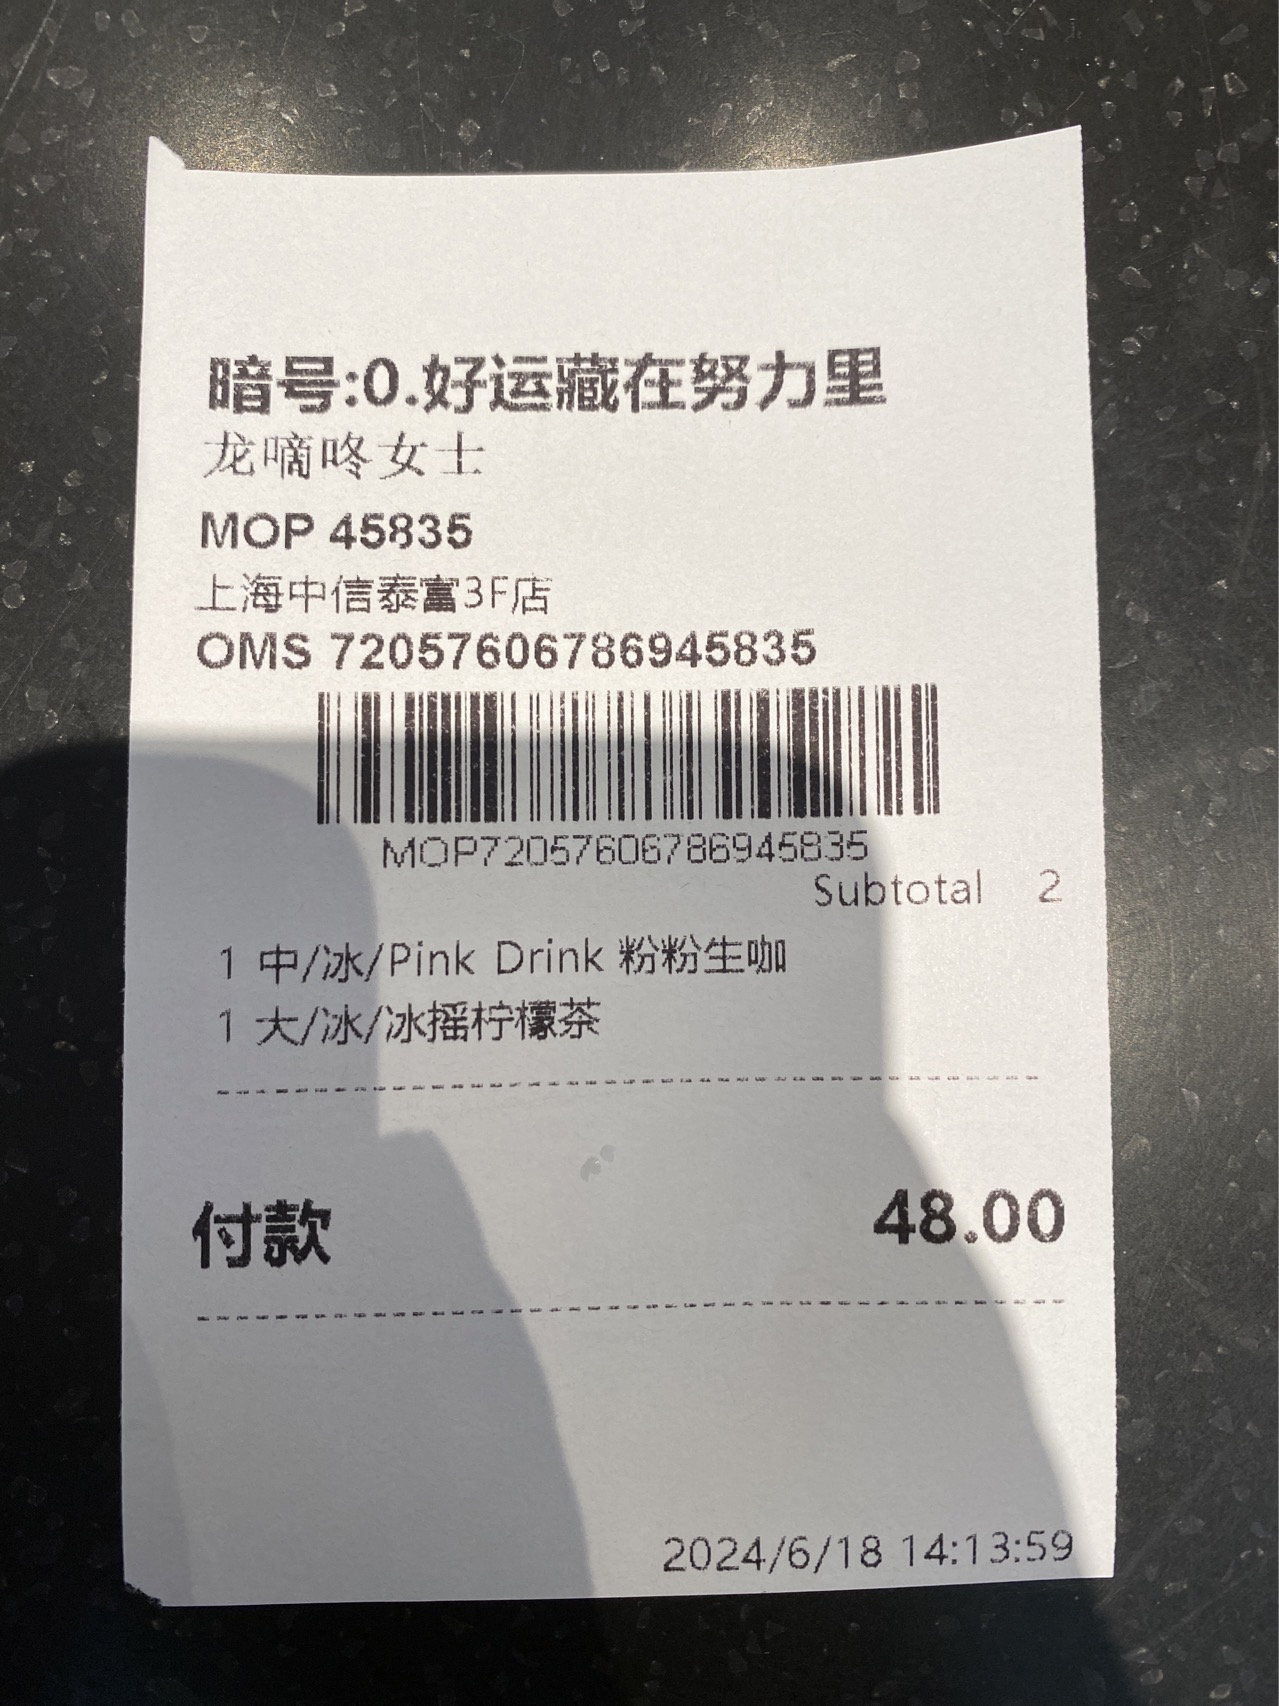 暗号:0.好运藏在努力里
龙嘀咚女士
MOP 45835
上海中信泰富3F店
OMS 72057606786945835
MOP72057606786945835
Subtotal 2
1 中/冰/Pink Drink 粉粉生咖
1 大/冰/冰摇柠檬茶
付款 48.00
2024/6/18 14:13:59